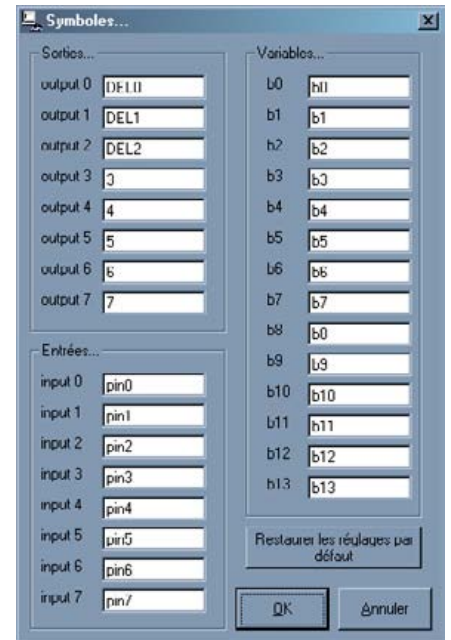 Symboles...
Sorties...
output 0 DEL0
output 1 DEL1
output 2 DEL2
output 3 3
output 4 4
output 5 5
output 6 6
output 7 7
Entrées...
input 0 pin0
input 1 pin1
input 2 pin2
input 3 pin3
input 4 pin4
input 5 pin5
input 6 pin6
input 7 pin7
Variables...
b0 b0
b1 b1
b2 b2
b3 b3
b4 b4
b5 b5
b6 b6
b7 b7
b8 b8
b9 b9
b10 b10
b11 b11
b12 b12
b13 b13
Restaurer les réglages par
défaut
OK
Annuler